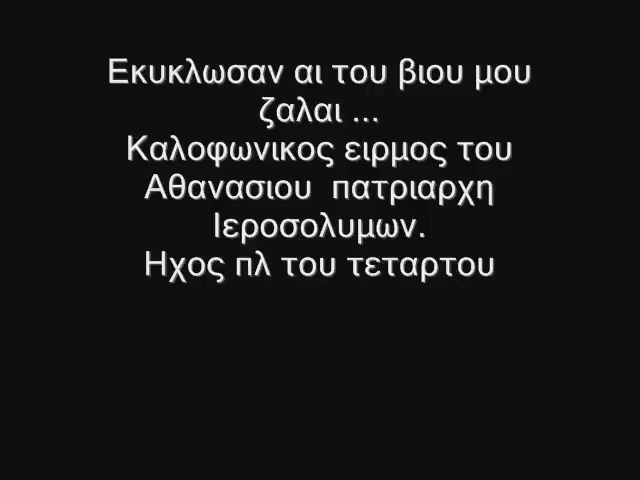 Εκυκλωσαν αι του βιου μου
ζαλαι ...
Καλοφωνικος ειρμος του
Αθανασιου  πατριαρχη
Ιεροσολυμων.
Ηχος πλ του τεταρτου